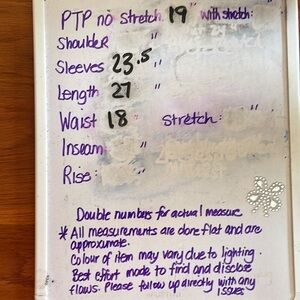 PTP no stretch. 19 " with stretch:
Shoulder "
Sleeves 23.5 "
Length 27 "
Waist 18 " Stretch: "
Inseam "
Rise: "
Double numbers for actual measure
* All measurements are done flat and are
approximate.
Colour of item may vary due to lighting.
Best effort made to find and disclose
flaws. Please follow up directly with any
issues